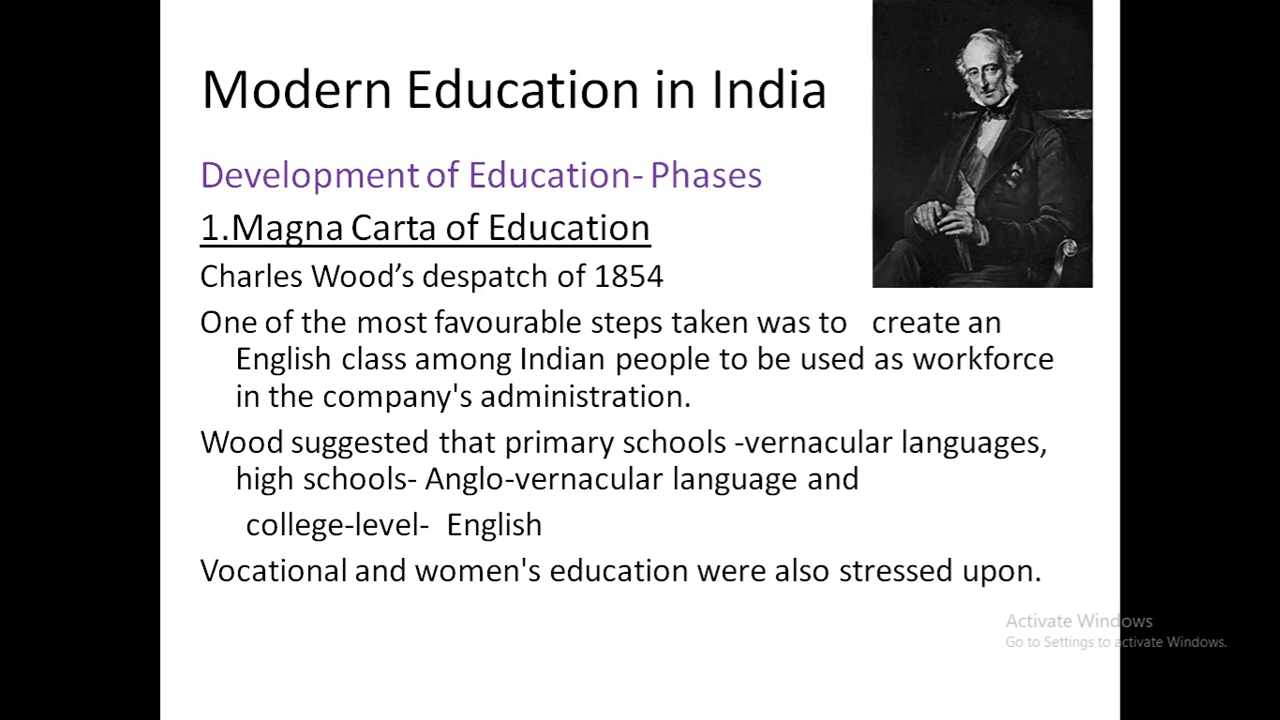 Modern Education in India
Development of Education- Phases
1.Magna Carta of Education
Charles Wood’s despatch of 1854
One of the most favourable steps taken was to create an
English class among Indian people to be used as workforce
in the company's administration.
Wood suggested that primary schools -vernacular languages,
high schools- Anglo-vernacular language and
college-level- English
Vocational and women's education were also stressed upon.
Activate Windows
Go to Settings to activate Windows.